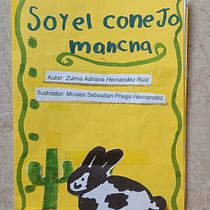 Soy el conejo
mancha
Autor: Zulma Adriana Hernandez Ruiz
Ilustrador: Moises Sebastian Priego Hernandez